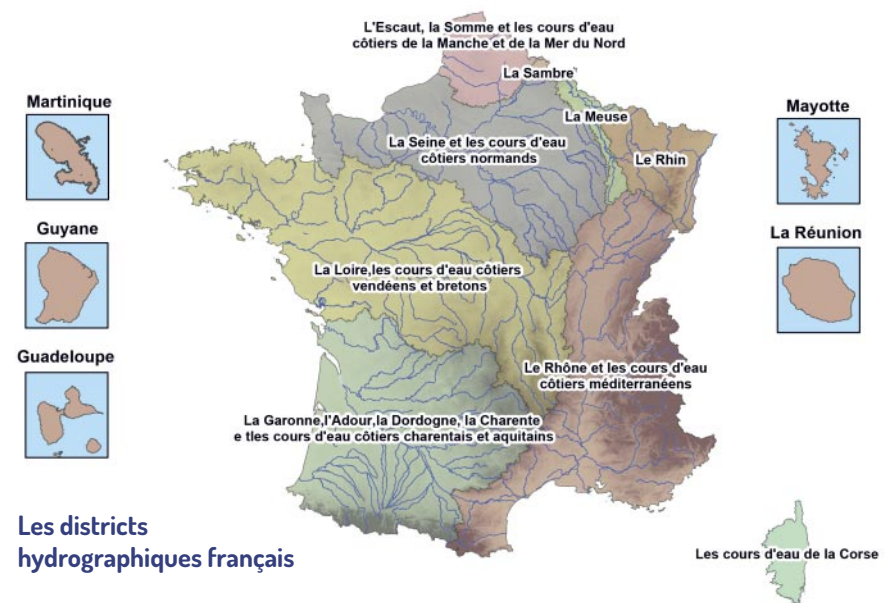 L'Escaut, la Somme et les cours d'eau
côtiers de la Manche et de la Mer du Nord
La Sambre
Martinique
La Meuse
Mayotte
La Seine et les cours d'eau
côtiers normands
Le Rhin
Guyane
La Réunion
La Loire,les cours d'eau côtiers
vendéens et bretons
Guadeloupe
Le Rhône et les cours d'eau
côtiers méditerranéens
La Garonne,l'Adour,la Dordogne, la Charente
e tles cours d'eau côtiers charentais et aquitains
Les districts
hydrographiques français
Les cours d'eau de la Corse